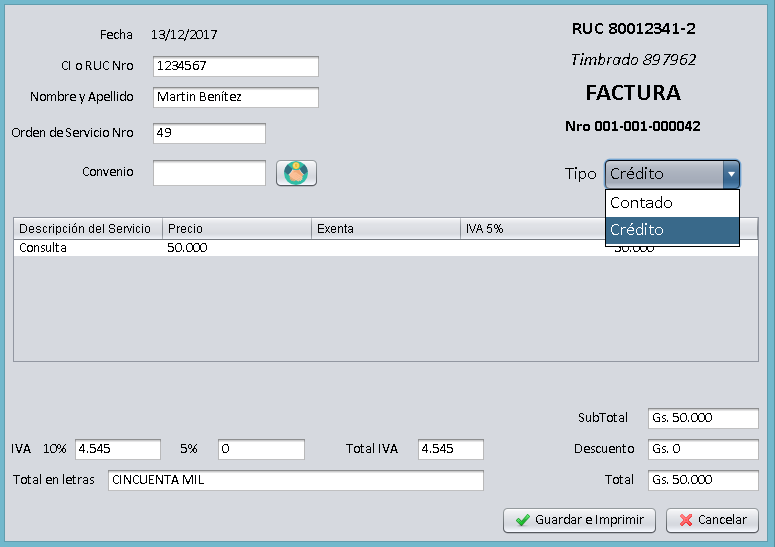 Fecha 13/12/2017
RUC 80012341-2
Timbrado 897962
FACTURA
Nro 001-001-000042
CI o RUC Nro 1234567
Nombre y Apellido Martin Benítez
Orden de Servicio Nro 49
Convenio
Tipo Crédito
Contado
Crédito
Descripción del Servicio Precio Exenta IVA 5%
Consulta 50.000 50.000
SubTotal Gs. 50.000
IVA 10% 4.545 5% 0 Total IVA 4.545 Descuento Gs. 0
Total en letras CINCUENTA MIL Total Gs. 50.000
Guardar e Imprimir Cancelar